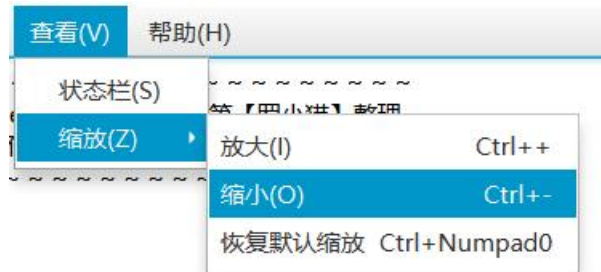 查看(V) 帮助(H)
状态栏(S)
缩放(Z)
放大(I) Ctrl++
缩小(O) Ctrl+-
恢复默认缩放 Ctrl+Numpad0